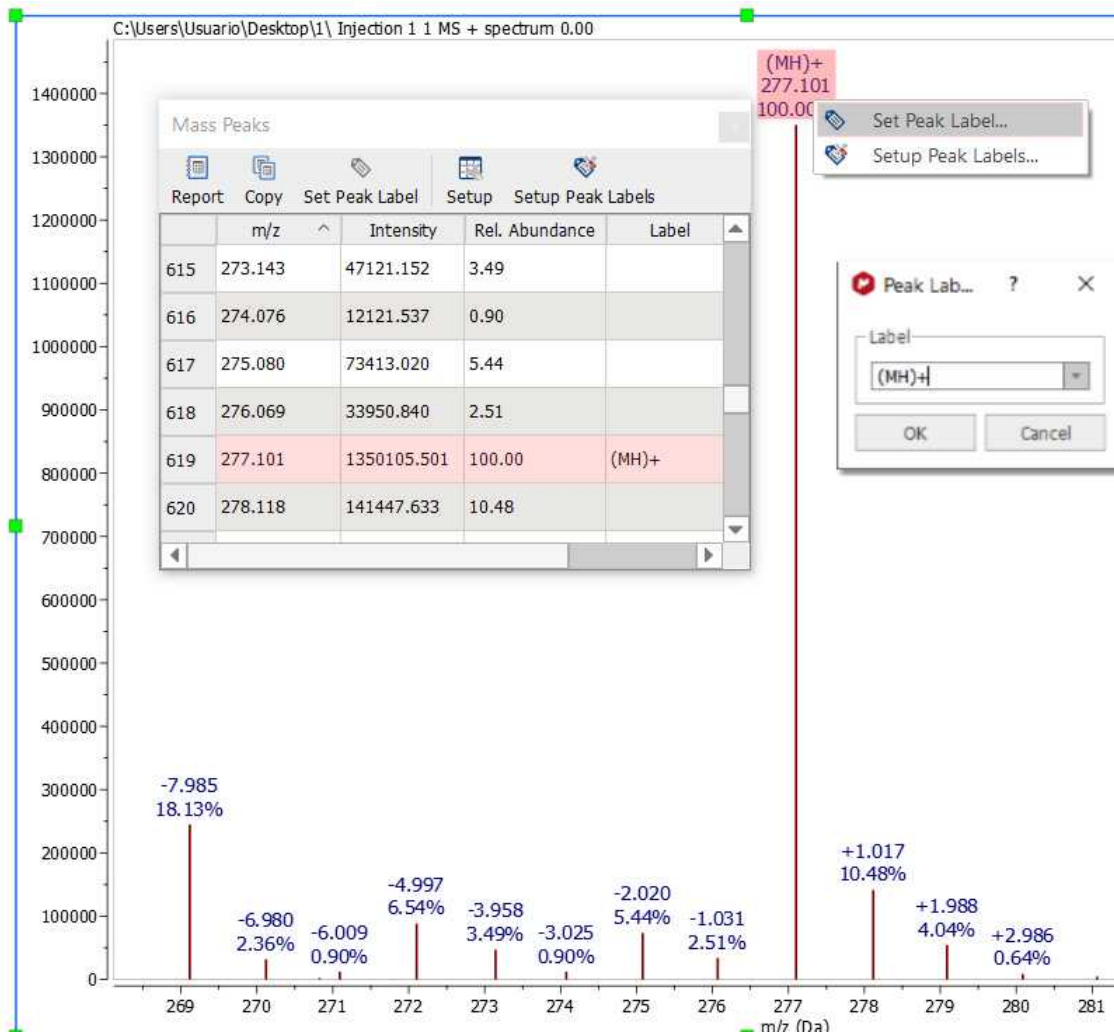 C:\Users\Usuario\Desktop\1\ Injection 1 1 MS + spectrum 0.00
(MH)+
277.101
Set Peak Label...
Setup Peak Labels...
Mass Peaks
Report Copy Set Peak Label Setup Setup Peak Labels
m/z Intensity Rel. Abundance Label
615 273.143 47121.152 3.49
616 274.076 12121.537 0.90
617 275.080 73413.020 5.44
618 276.069 33950.840 2.51
619 277.101 1350105.501 100.00 (MH)+
620 278.118 141447.633 10.48
Peak Lab... ? ×
Label
(MH)+
OK Cancel
1400000
1300000
1200000
1100000
1000000
900000
800000
700000
600000
500000
400000
300000
200000
100000
0
-7.985
18.13%
-6.980
2.36%
-6.009
0.90%
-4.997
6.54%
-3.958
3.49%
-3.025
0.90%
-2.020
5.44%
-1.031
2.51%
+1.017
10.48%
+1.988
4.04%
+2.986
0.64%
269 270 271 272 273 274 275 276 277 278 279 280 281
m/z (Da)